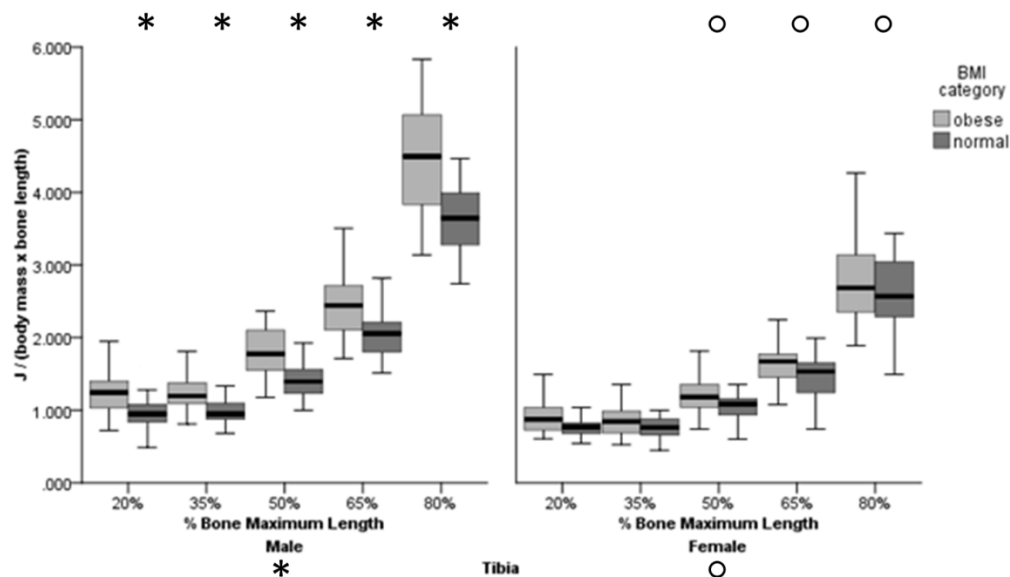 * * * * * ○ ○ ○
BMI
category
obese
normal
J / (body mass x bone length)
6.000
5.000
4.000
3.000
2.000
1.000
.000
20% 35% 50% 65% 80%
% Bone Maximum Length
Male
20% 35% 50% 65% 80%
% Bone Maximum Length
Female
* Tibia ○